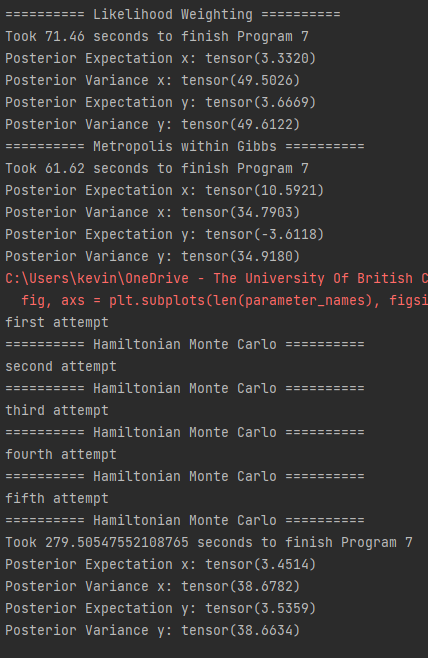 ========== Likelihood Weighting ==========
Took 71.46 seconds to finish Program 7
Posterior Expectation x: tensor(3.3320)
Posterior Variance x: tensor(49.5026)
Posterior Expectation y: tensor(3.6669)
Posterior Variance y: tensor(49.6122)
========== Metropolis within Gibbs ==========
Took 61.62 seconds to finish Program 7
Posterior Expectation x: tensor(10.5921)
Posterior Variance x: tensor(34.7903)
Posterior Expectation y: tensor(-3.6118)
Posterior Variance y: tensor(34.9180)
C:\Users\kevin\OneDrive - The University Of British C
fig, axs = plt.subplots(len(parameter_names), figsi
first attempt
========== Hamiltonian Monte Carlo ==========
second attempt
========== Hamiltonian Monte Carlo ==========
third attempt
========== Hamiltonian Monte Carlo ==========
fourth attempt
========== Hamiltonian Monte Carlo ==========
fifth attempt
========== Hamiltonian Monte Carlo ==========
Took 279.50547552108765 seconds to finish Program 7
Posterior Expectation x: tensor(3.4514)
Posterior Variance x: tensor(38.6782)
Posterior Expectation y: tensor(3.5359)
Posterior Variance y: tensor(38.6634)